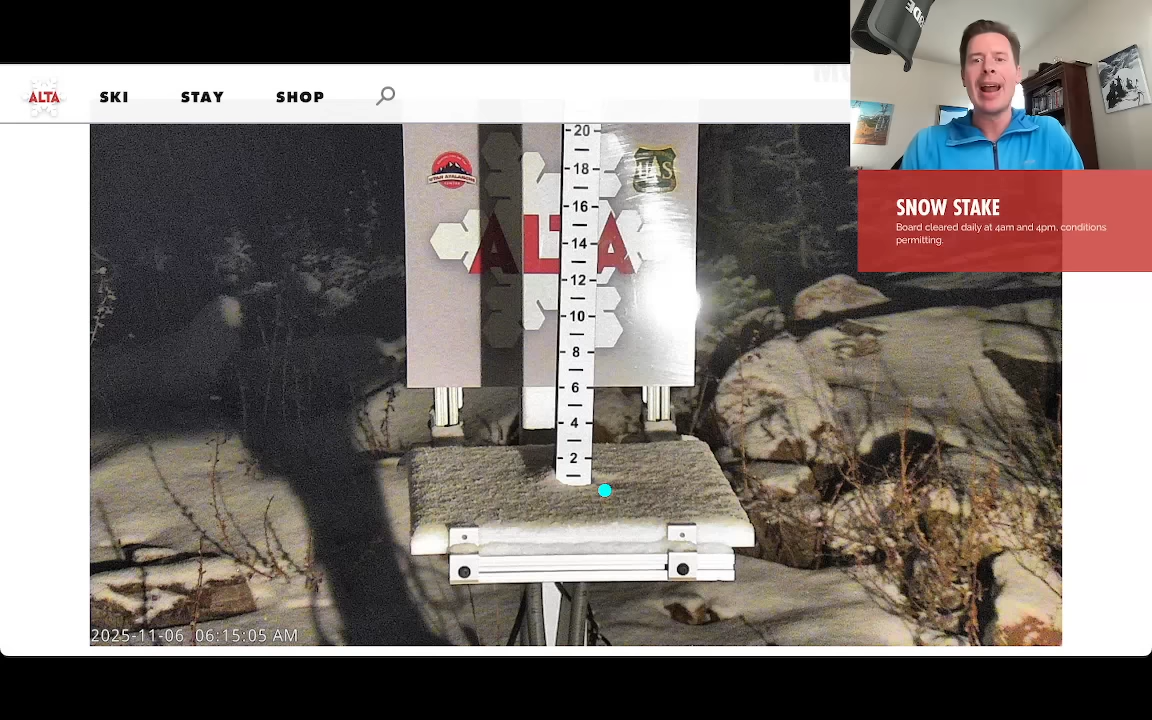 ALTA
SKI
STAY
SHOP
SNOW STAKE
Board cleared daily at 4am and 4pm, conditions
permitting.
UTAH AVALANCHE
CENTER
UAS
ALTA
20
18
16
14
12
10
8
6
4
2
2025-11-06 06:15:05 AM